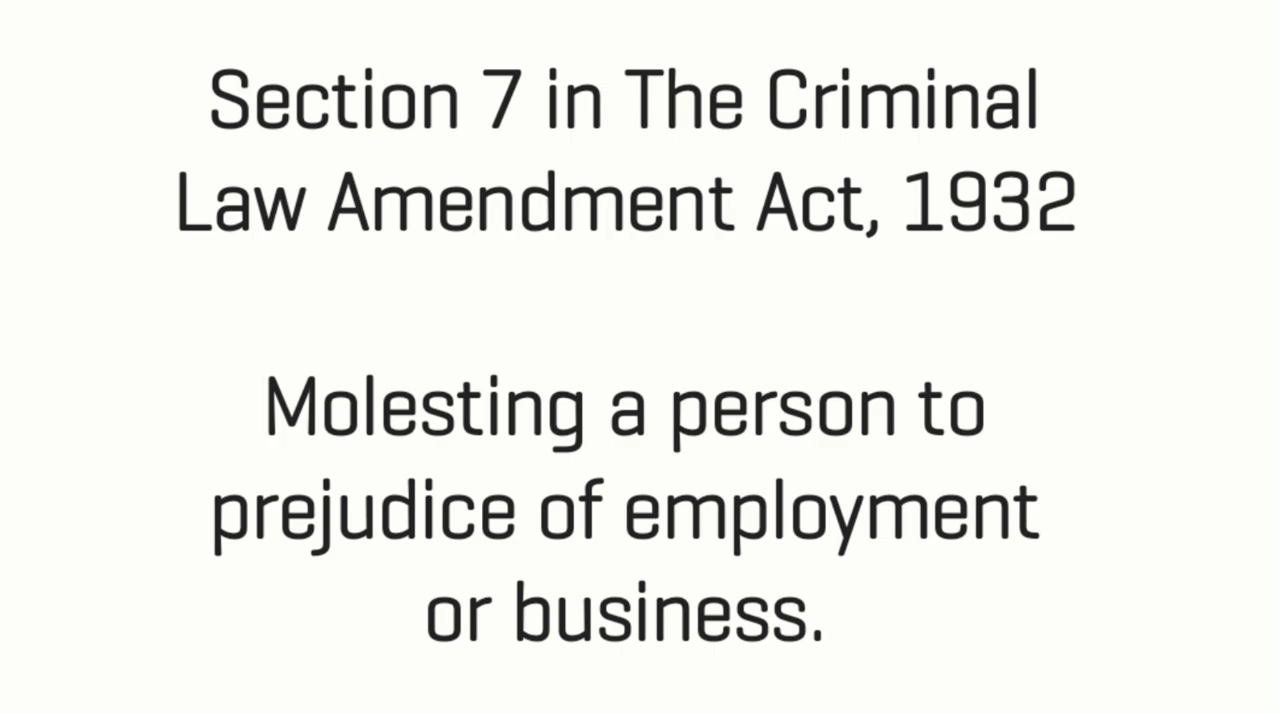 Section 7 in The Criminal
Law Amendment Act, 1932
Molesting a person to
prejudice of employment
or business.